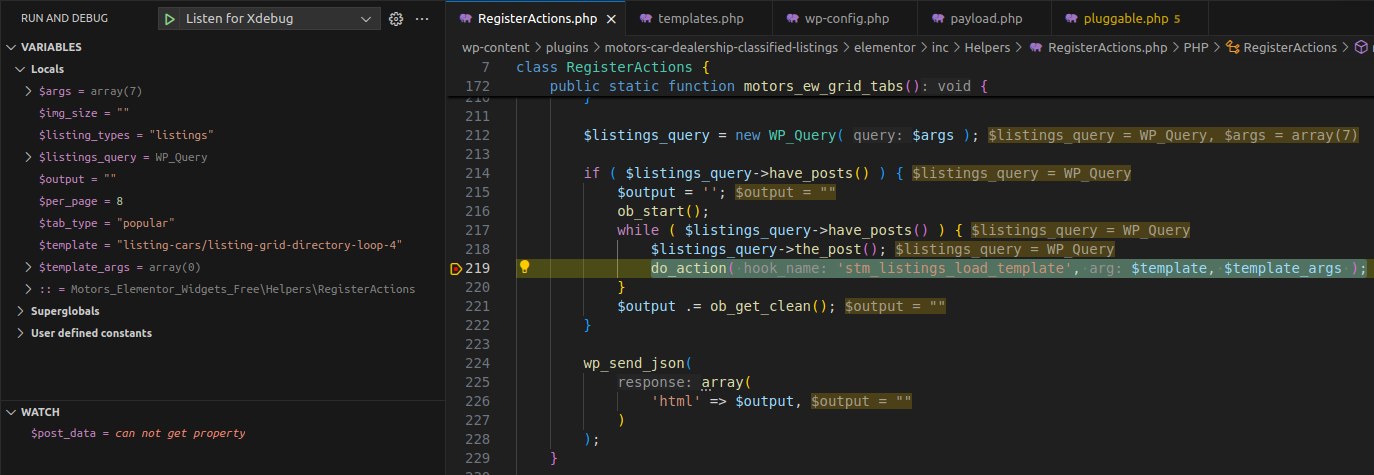 RUN AND DEBUG
Listen for Xdebug
VARIABLES
Locals
$args = array(7)
$img_size = ""
$listing_types = "listings"
$listings_query = WP_Query
$output = ""
$per_page = 8
$tab_type = "popular"
$template = "listing-cars/listing-grid-directory-loop-4"
$template_args = array(0)
:: = Motors_Elementor_Widgets_Free\Helpers\RegisterActions
Superglobals
User defined constants
WATCH
$post_data = can not get property
RegisterActions.php
templates.php
wp-config.php
payload.php
pluggable.php 5
wp-content > plugins > motors-car-dealership-classified-listings > elementor > inc > Helpers > RegisterActions.php > PHP > RegisterActions >
7 class RegisterActions {
172 public static function motors_ew_grid_tabs(): void {
210 }
211
212 $listings_query = new WP_Query( query: $args ); $listings_query = WP_Query, $args = array(7)
213
214 if ( $listings_query->have_posts() ) { $listings_query = WP_Query
215 $output = ''; $output = ""
216 ob_start();
217 while ( $listings_query->have_posts() ) { $listings_query = WP_Query
218 $listings_query->the_post(); $listings_query = WP_Query
219 do_action( hook_name: 'stm_listings_load_template', arg: $template, $template_args );
220 }
221 $output .= ob_get_clean(); $output = ""
222 }
223
224 wp_send_json(
225 response: array(
226 'html' => $output, $output = ""
227 )
228 );
229 }